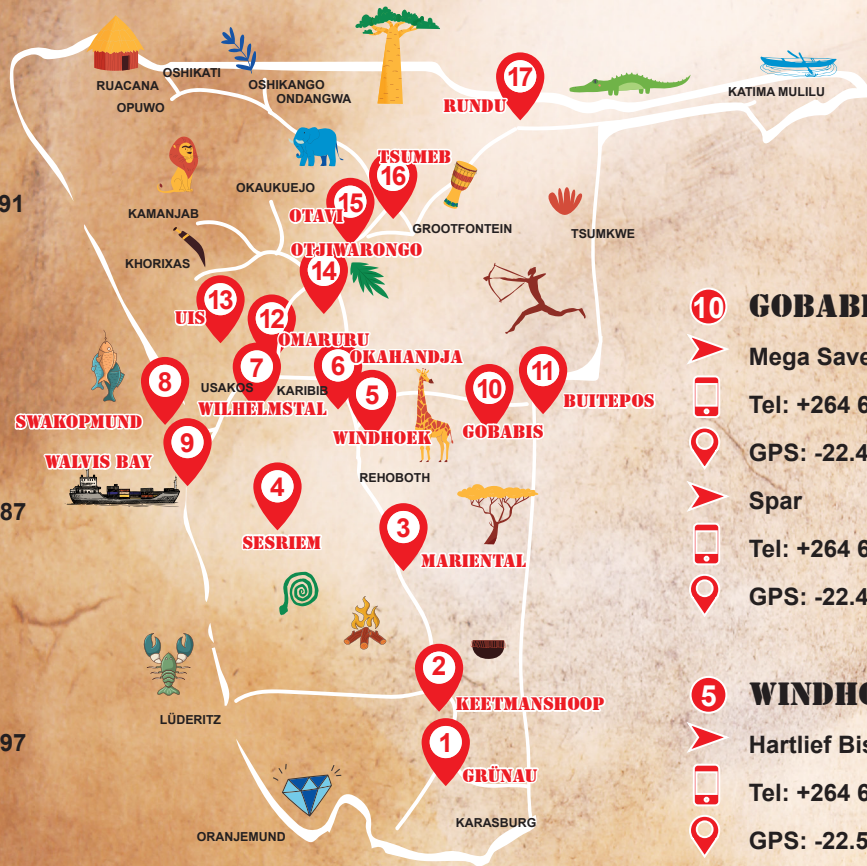 RUACANA
OSHIKATI
OPUWO
OSHIKANGO
ONDANGWA
17
RUNDU
KATIMA MULILU
TSUMEB
16
OKAUKUEJO
15
OTAVI
91
KAMANJAB
GROOTFONTEIN
TSUMKWE
OTJIWARONGO
14
KHORIXAS
13
UIS
12
OMARURU
OKAHANDJA
6
7
8
USAKOS
KARIBIB
WILHELMSTAL
5
WINDHOEK
10
GOBABIS
11
BUITEPOS
SWAKOPMUND
9
WALVIS BAY
REHOBOTH
4
SESRIEM
87
3
MARIENTAL
2
KEETMANSHOOP
LÜDERITZ
97
1
GRÜNAU
KARASBURG
ORANJEMUND
10 GOBABI
Mega Save
Tel: +264 6
GPS: -22.4
Spar
Tel: +264 6
GPS: -22.4
5 WINDHO
Hartlief Bis
Tel: +264 6
GPS: -22.5